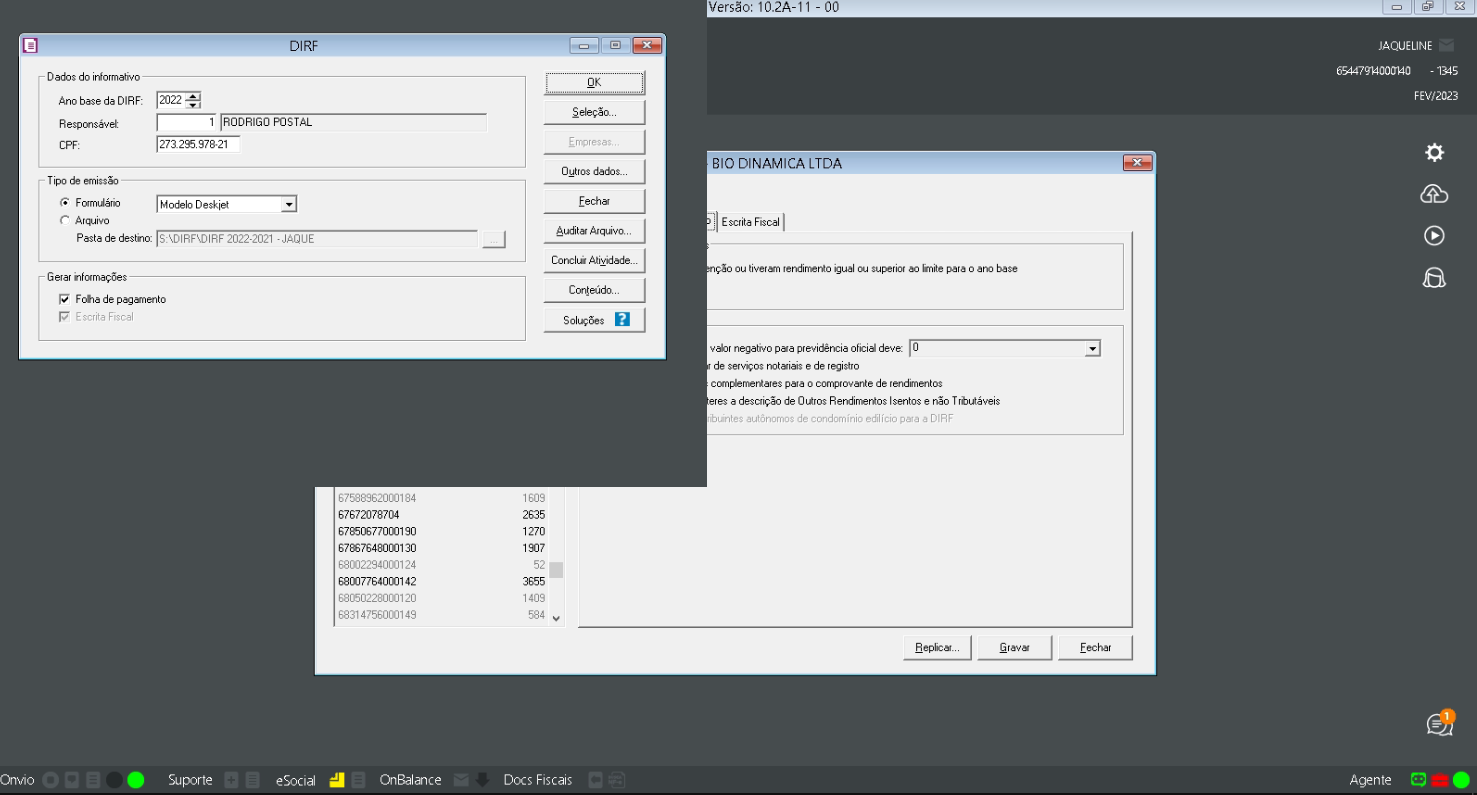 Versão: 10.2A-11 - 00
JAQUELINE
65447914000140 - 1345
FEV/2023
DIRF
Dados do informativo
Ano base da DIRF: 2022
Responsável: 1 RODRIGO POSTAL
CPF: 273.295.978-21
Tipo de emissão
Formulário Modelo Deskjet
Arquivo
Pasta de destino: S:\DIRF\DIRF 2022-2021 - JAQUE ...
Gerar informações
Folha de pagamento
Escrita Fiscal
OK
Seleção...
Empresas...
Outros dados...
Fechar
Auditar Arquivo...
Concluir Atividade...
Conteúdo...
Soluções ?
BIO DINAMICA LTDA
Escrita Fiscal
enção ou tiveram rendimento igual ou superior ao limite para o ano base
valor negativo para previdência oficial deve: 0
r de serviços notariais e de registro
s complementares para o comprovante de rendimentos
teres a descrição de Outros Rendimentos Isentos e não Tributáveis
ribuintes autônomos de condomínio edilício para a DIRF
67588962000184 1609
67672078704 2635
67850677000190 1270
67867648000130 1907
68002294000124 52
68007764000142 3655
68050228000120 1409
68314756000149 584
Replicar...
Gravar
Fechar
1
Onvio
Suporte
eSocial
OnBalance
Docs Fiscais
Agente